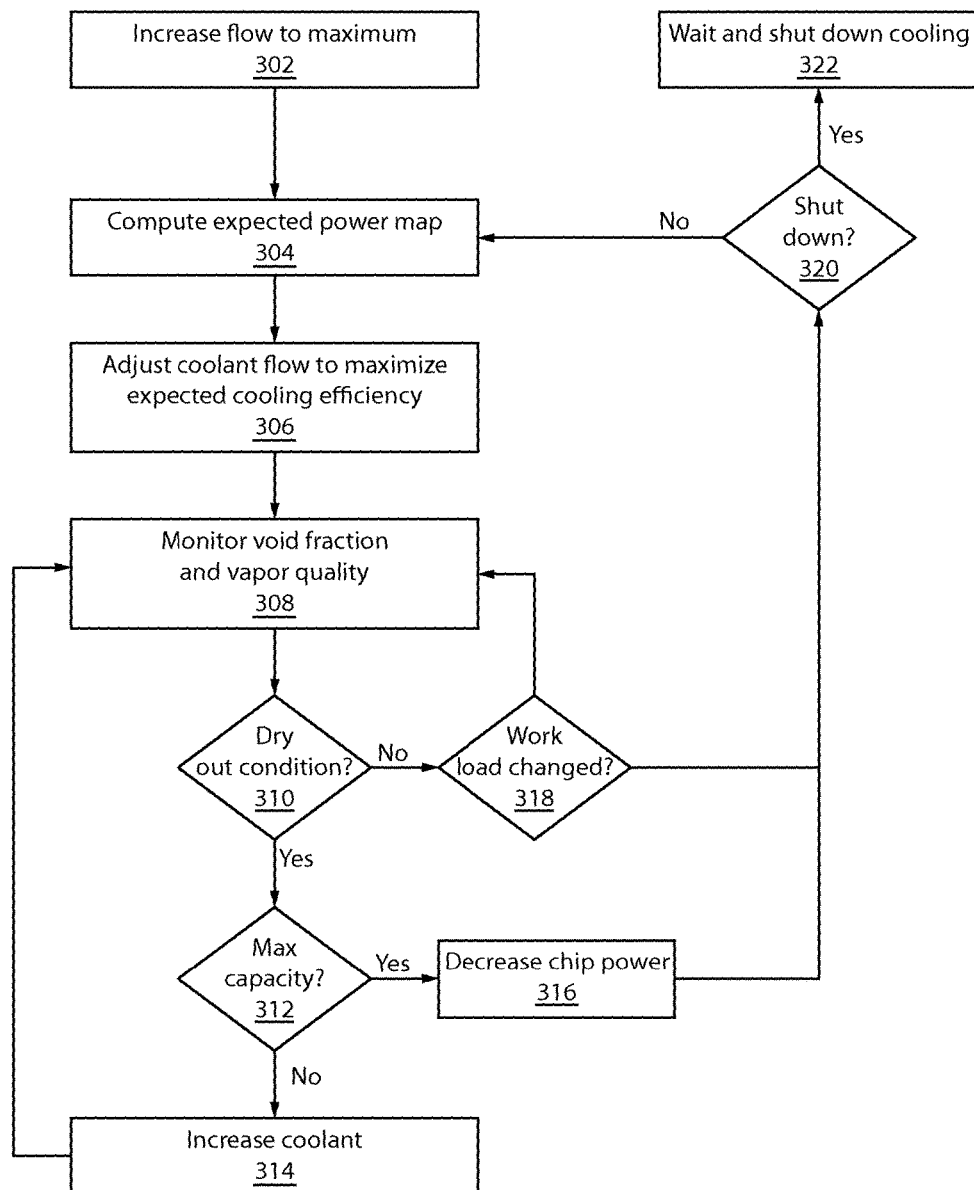 Increase flow to maximum
302
Wait and shut down cooling
322
Yes
Compute expected power map
304
No
Shut
down?
320
Adjust coolant flow to maximize
expected cooling efficiency
306
Monitor void fraction
and vapor quality
308
Dry
out condition?
310
No
Work
load changed?
318
Yes
Max
capacity?
312
Yes
Decrease chip power
316
No
Increase coolant
314